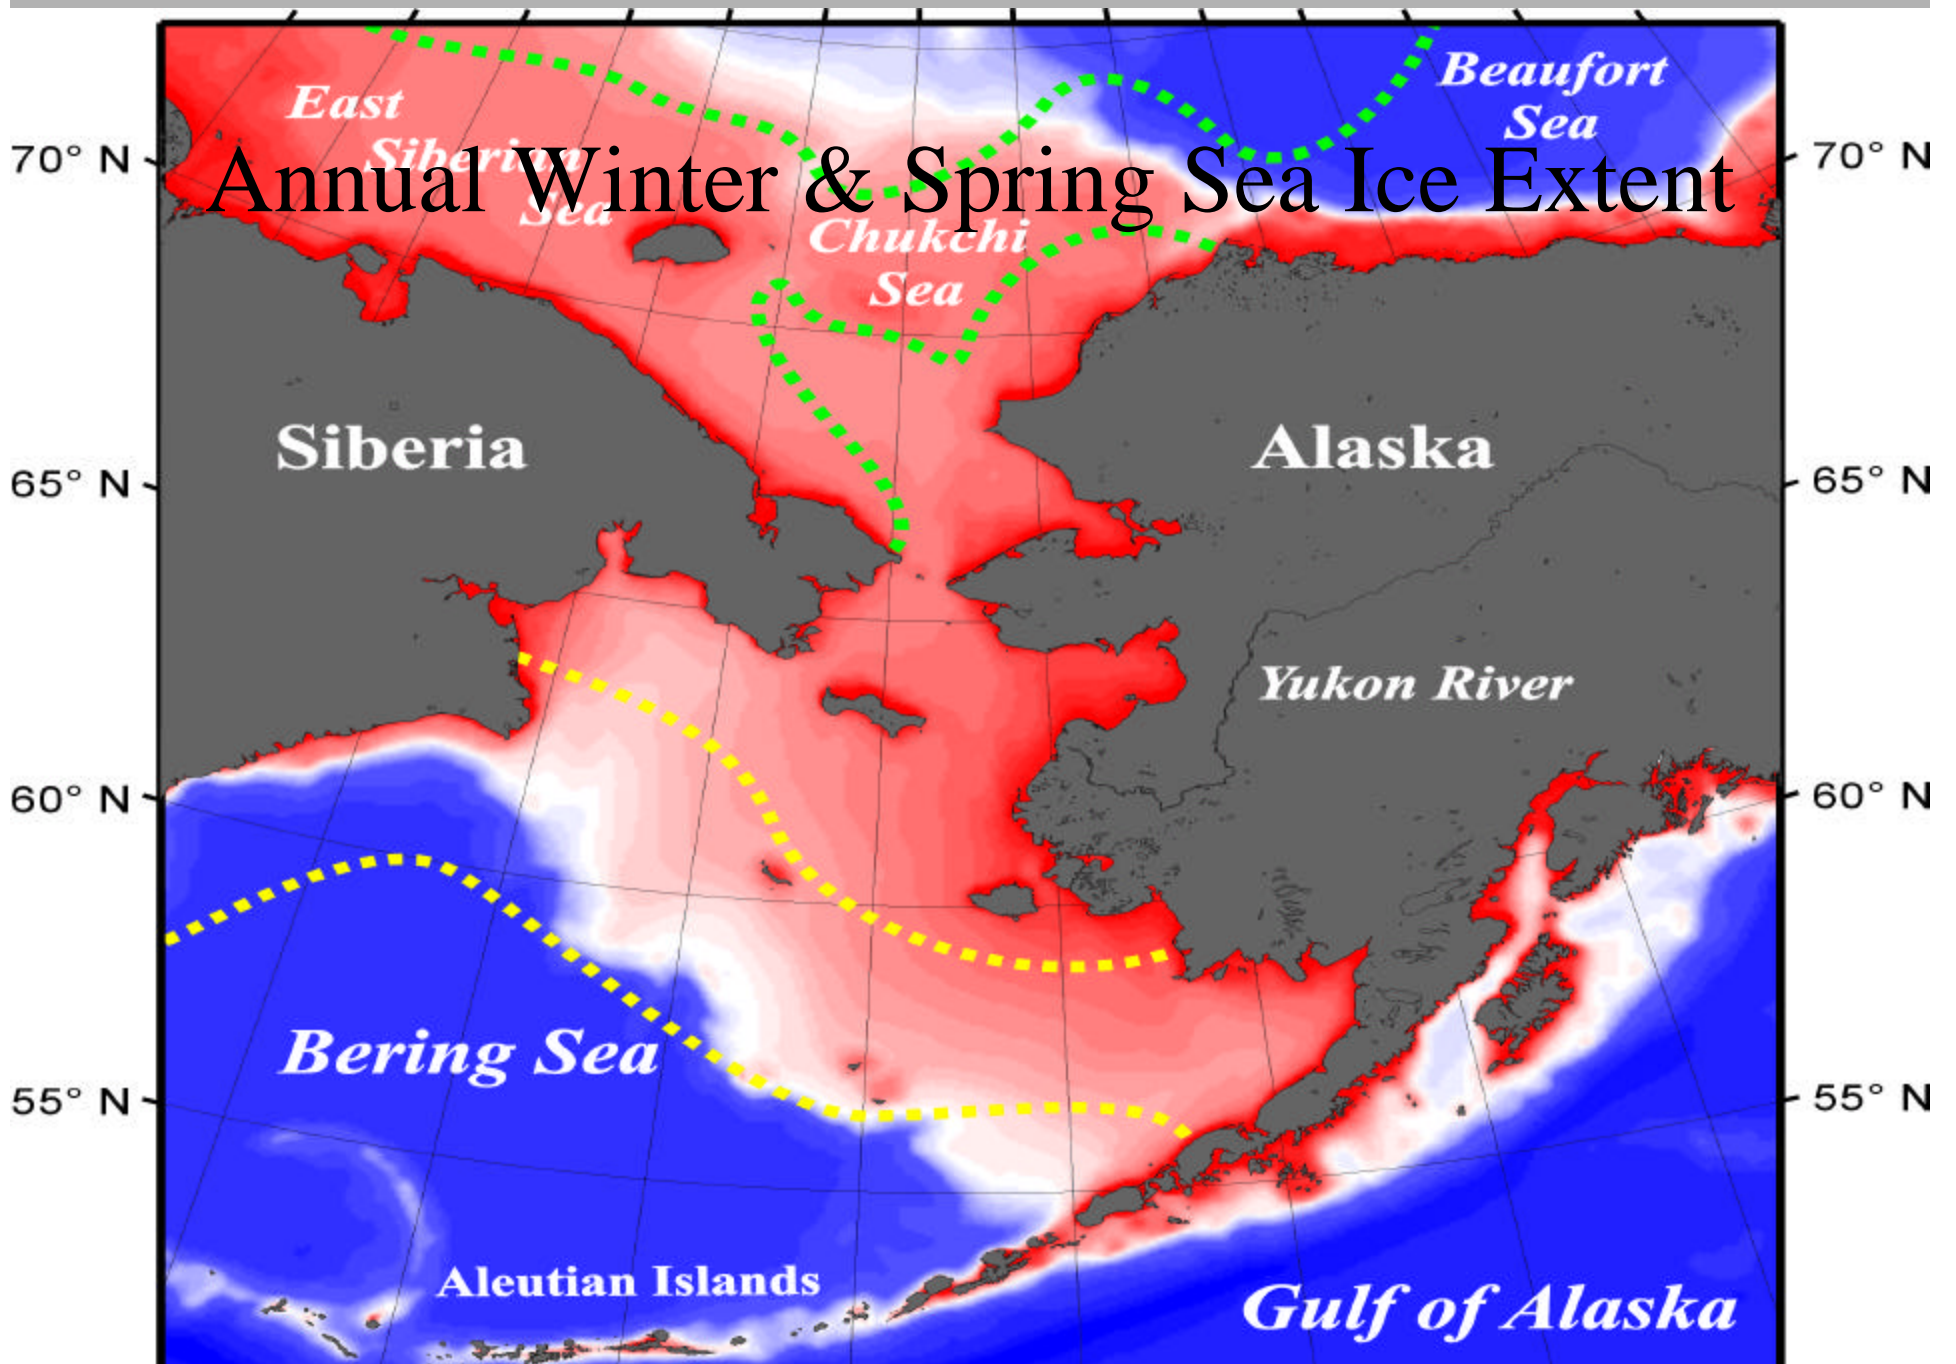 Beaufort
Sea
East
Siberian
Sea
70° N
70° N
Annual Winter & Spring Sea Ice Extent
Chukchi
Sea
Siberia
Alaska
65° N
65° N
Yukon River
60° N
60° N
Bering Sea
55° N
55° N
Aleutian Islands
Gulf of Alaska